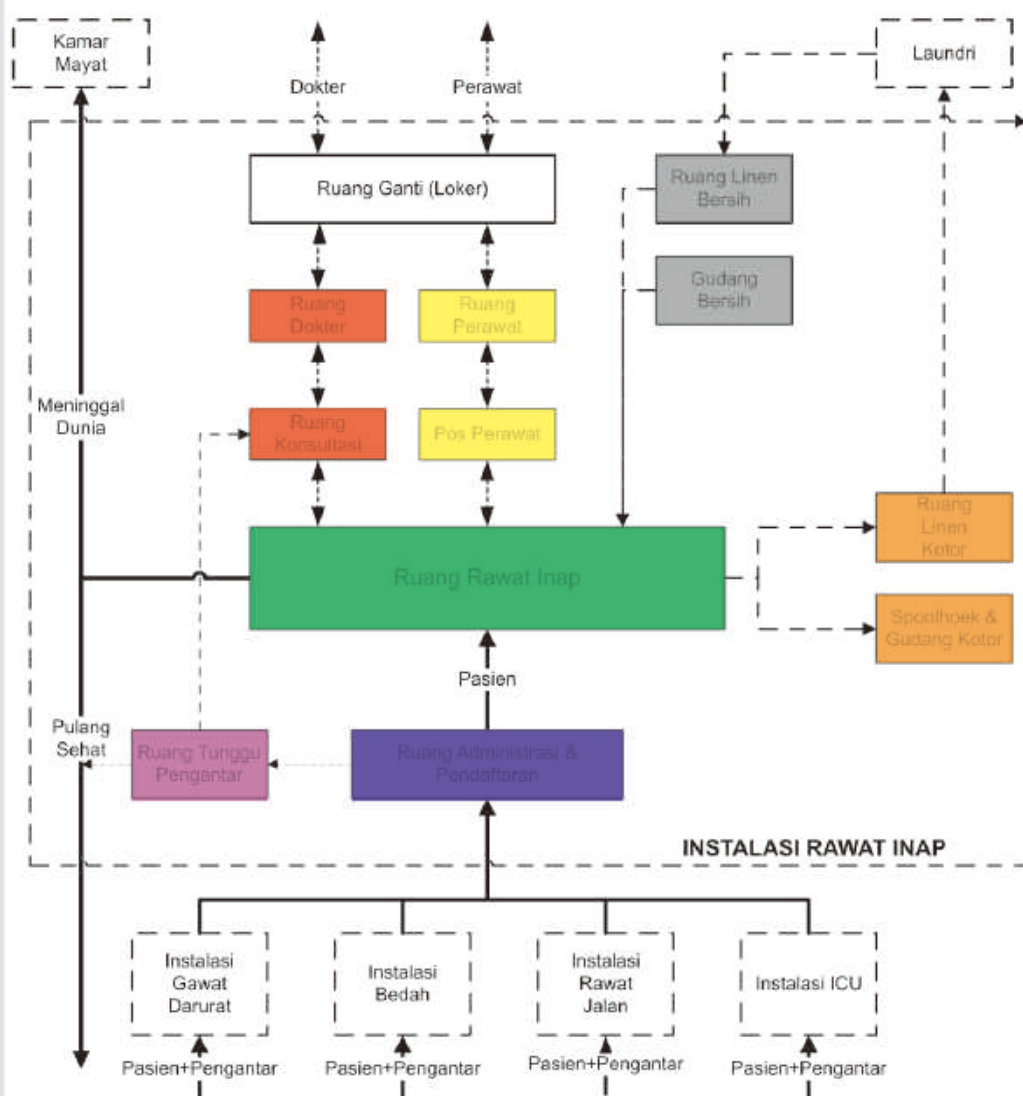 Kamar
Mayat
Dokter
Perawat
Laundri
Ruang Ganti (Loker)
Ruang Linen
Bersih
Gudang
Bersih
Ruang
Dokter
Ruang
Perawat
Meninggal
Dunia
Ruang
Konsultasi
Pos Perawat
Ruang
Linen
Kotor
Ruang Rawat Inap
Spoolhoek &
Gudang Kotor
Pasien
Pulang
Sehat
Ruang Tunggu
Pengantar
Ruang Administrasi &
Pendaftaran
INSTALASI RAWAT INAP
Instalasi
Gawat
Darurat
Instalasi
Bedah
Instalasi
Rawat
Jalan
Instalasi ICU
Pasien+Pengantar
Pasien+Pengantar
Pasien+Pengantar
Pasien+Pengantar